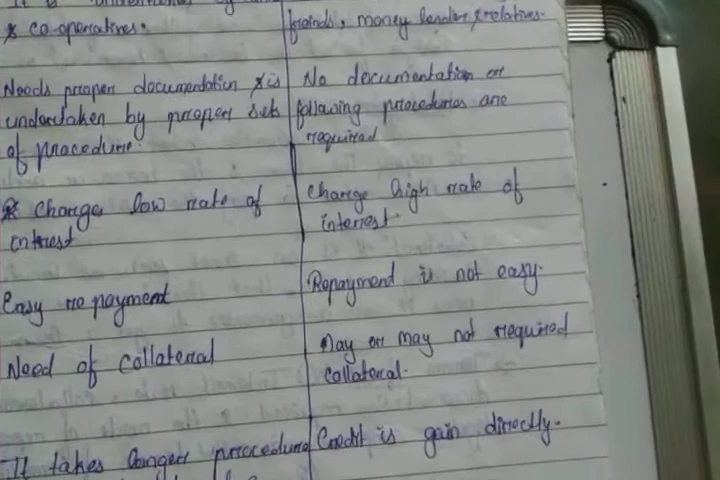 It is
& co-operatives.
friends, money lender & relatives.
Needs proper documentation & is
undertaken by proper sets
of procedure.
No documentation or
following procedures are
required
Charges low rate of
interest
Charge high rate of
interest.
Easy repayment
Repayment is not easy.
Need of collateral
May or may not required
collateral.
It takes longer procedure
Credit is gain directly.